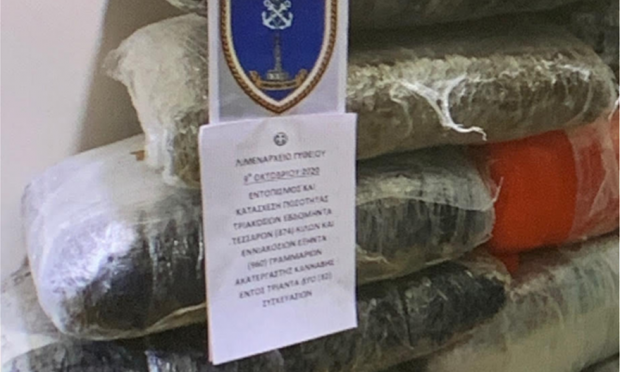 ΛΙΜΕΝΑΡΧΕΙΟ ΓΥΘΕΙΟΥ
6η ΟΚΤΩΒΡΙΟΥ 2020
ΕΝΤΟΠΙΣΜΟΣ ΚΑΙ
ΚΑΤΑΣΧΕΣΗ ΠΟΣΟΤΗΤΑΣ
ΤΡΙΑΚΟΣΙΩΝ ΕΒΔΟΜΗΝΤΑ
ΤΕΣΣΑΡΩΝ (374) ΚΙΛΩΝ ΚΑΙ
ΕΝΝΙΑΚΟΣΙΩΝ ΕΞΗΝΤΑ
(960) ΓΡΑΜΜΑΡΙΩΝ
ΑΚΑΤΕΡΓΑΣΤΗΣ ΚΑΝΝΑΒΗΣ
ΕΝΤΟΣ ΤΡΙΑΝΤΑ ΔΥΟ (32)
ΣΥΣΚΕΥΑΣΙΩΝ